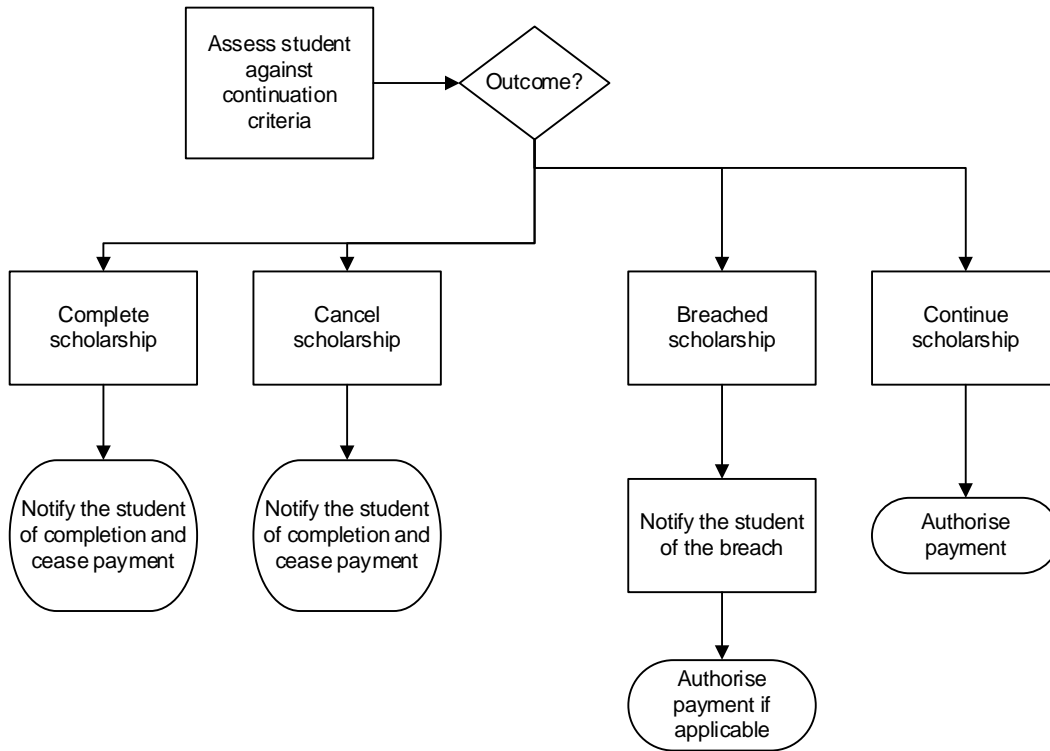 Assess student
against
continuation
criteria
Outcome?
Complete
scholarship
Cancel
scholarship
Breached
scholarship
Continue
scholarship
Notify the student
of completion and
cease payment
Notify the student
of completion and
cease payment
Notify the student
of the breach
Authorise
payment
Authorise
payment if
applicable